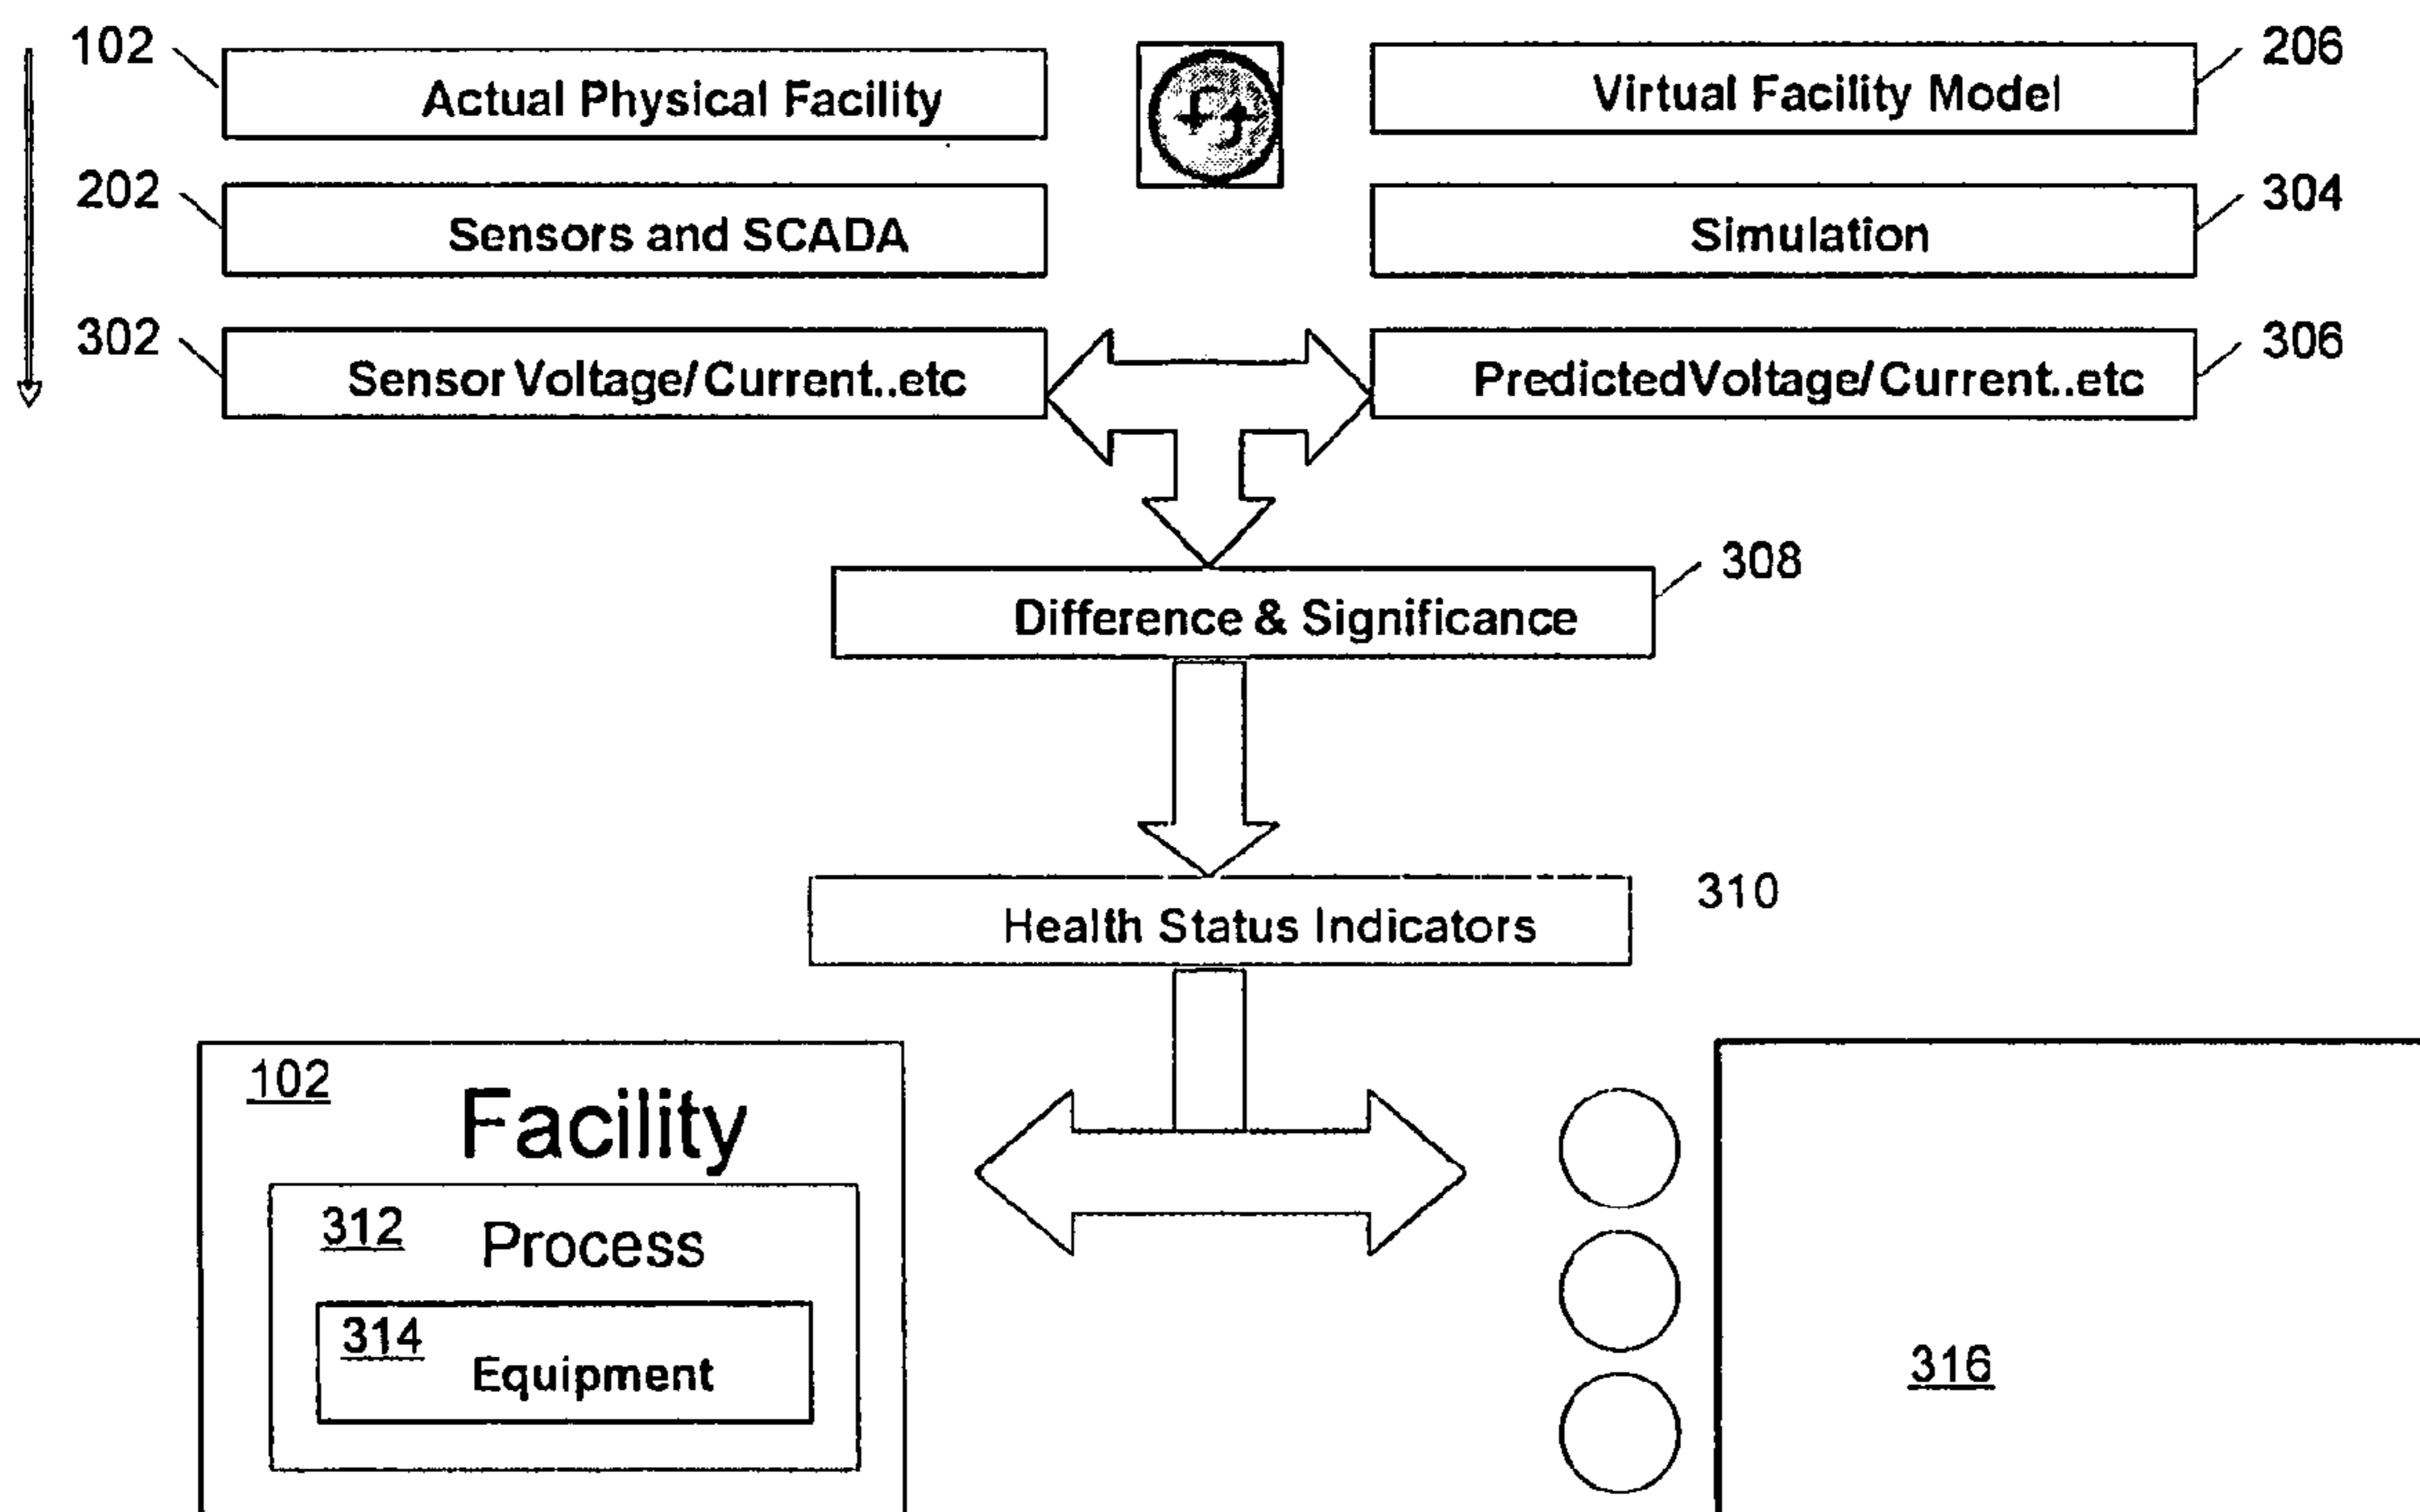 102 Actual Physical Facility Virtual Facility Model 206
202 Sensors and SCADA Simulation 304
302 Sensor Voltage/Current..etc PredictedVoltage/Current..etc 306
308
Difference & Significance
310
Health Status Indicators
102
Facility
312 Process
314
Equipment
316